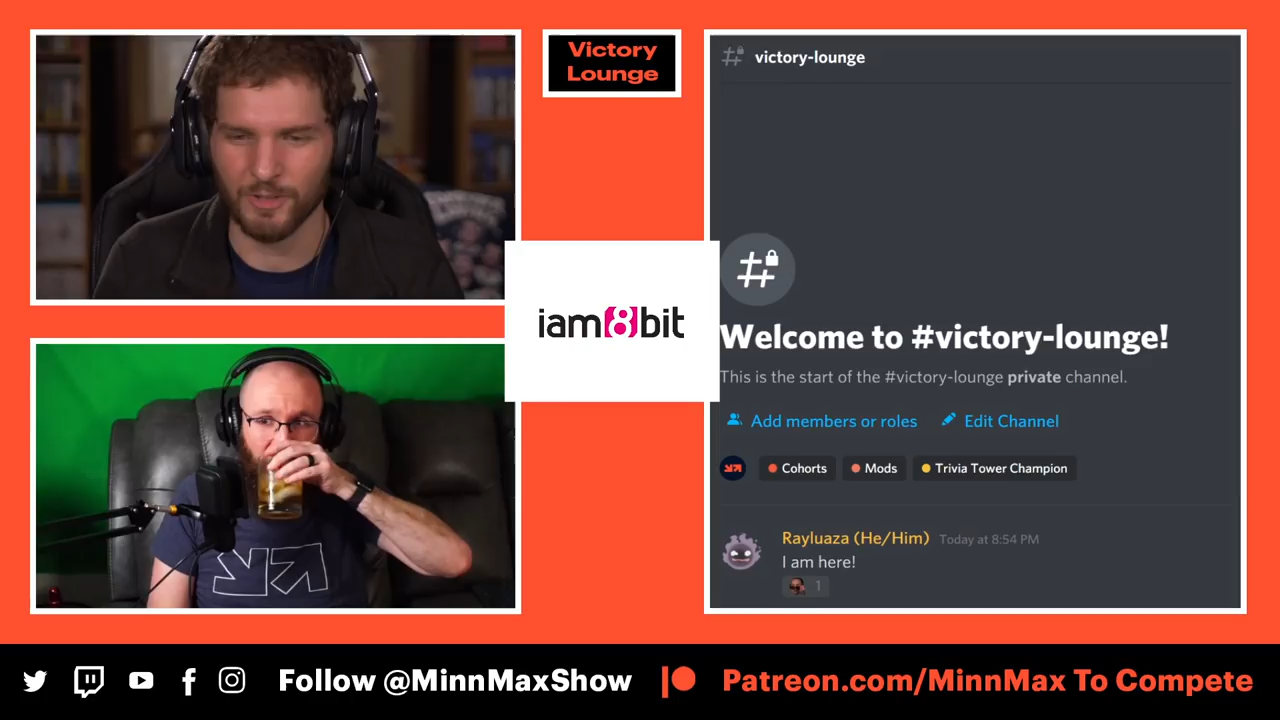 Victory
Lounge
victory-lounge
iam8bit
Welcome to #victory-lounge!
This is the start of the #victory-lounge private channel.
Add members or roles
Edit Channel
Cohorts
Mods
Trivia Tower Champion
Rayluaza (He/Him) Today at 8:54 PM
I am here!
1
Follow @MinnMaxShow
Patreon.com/MinnMax To Compete